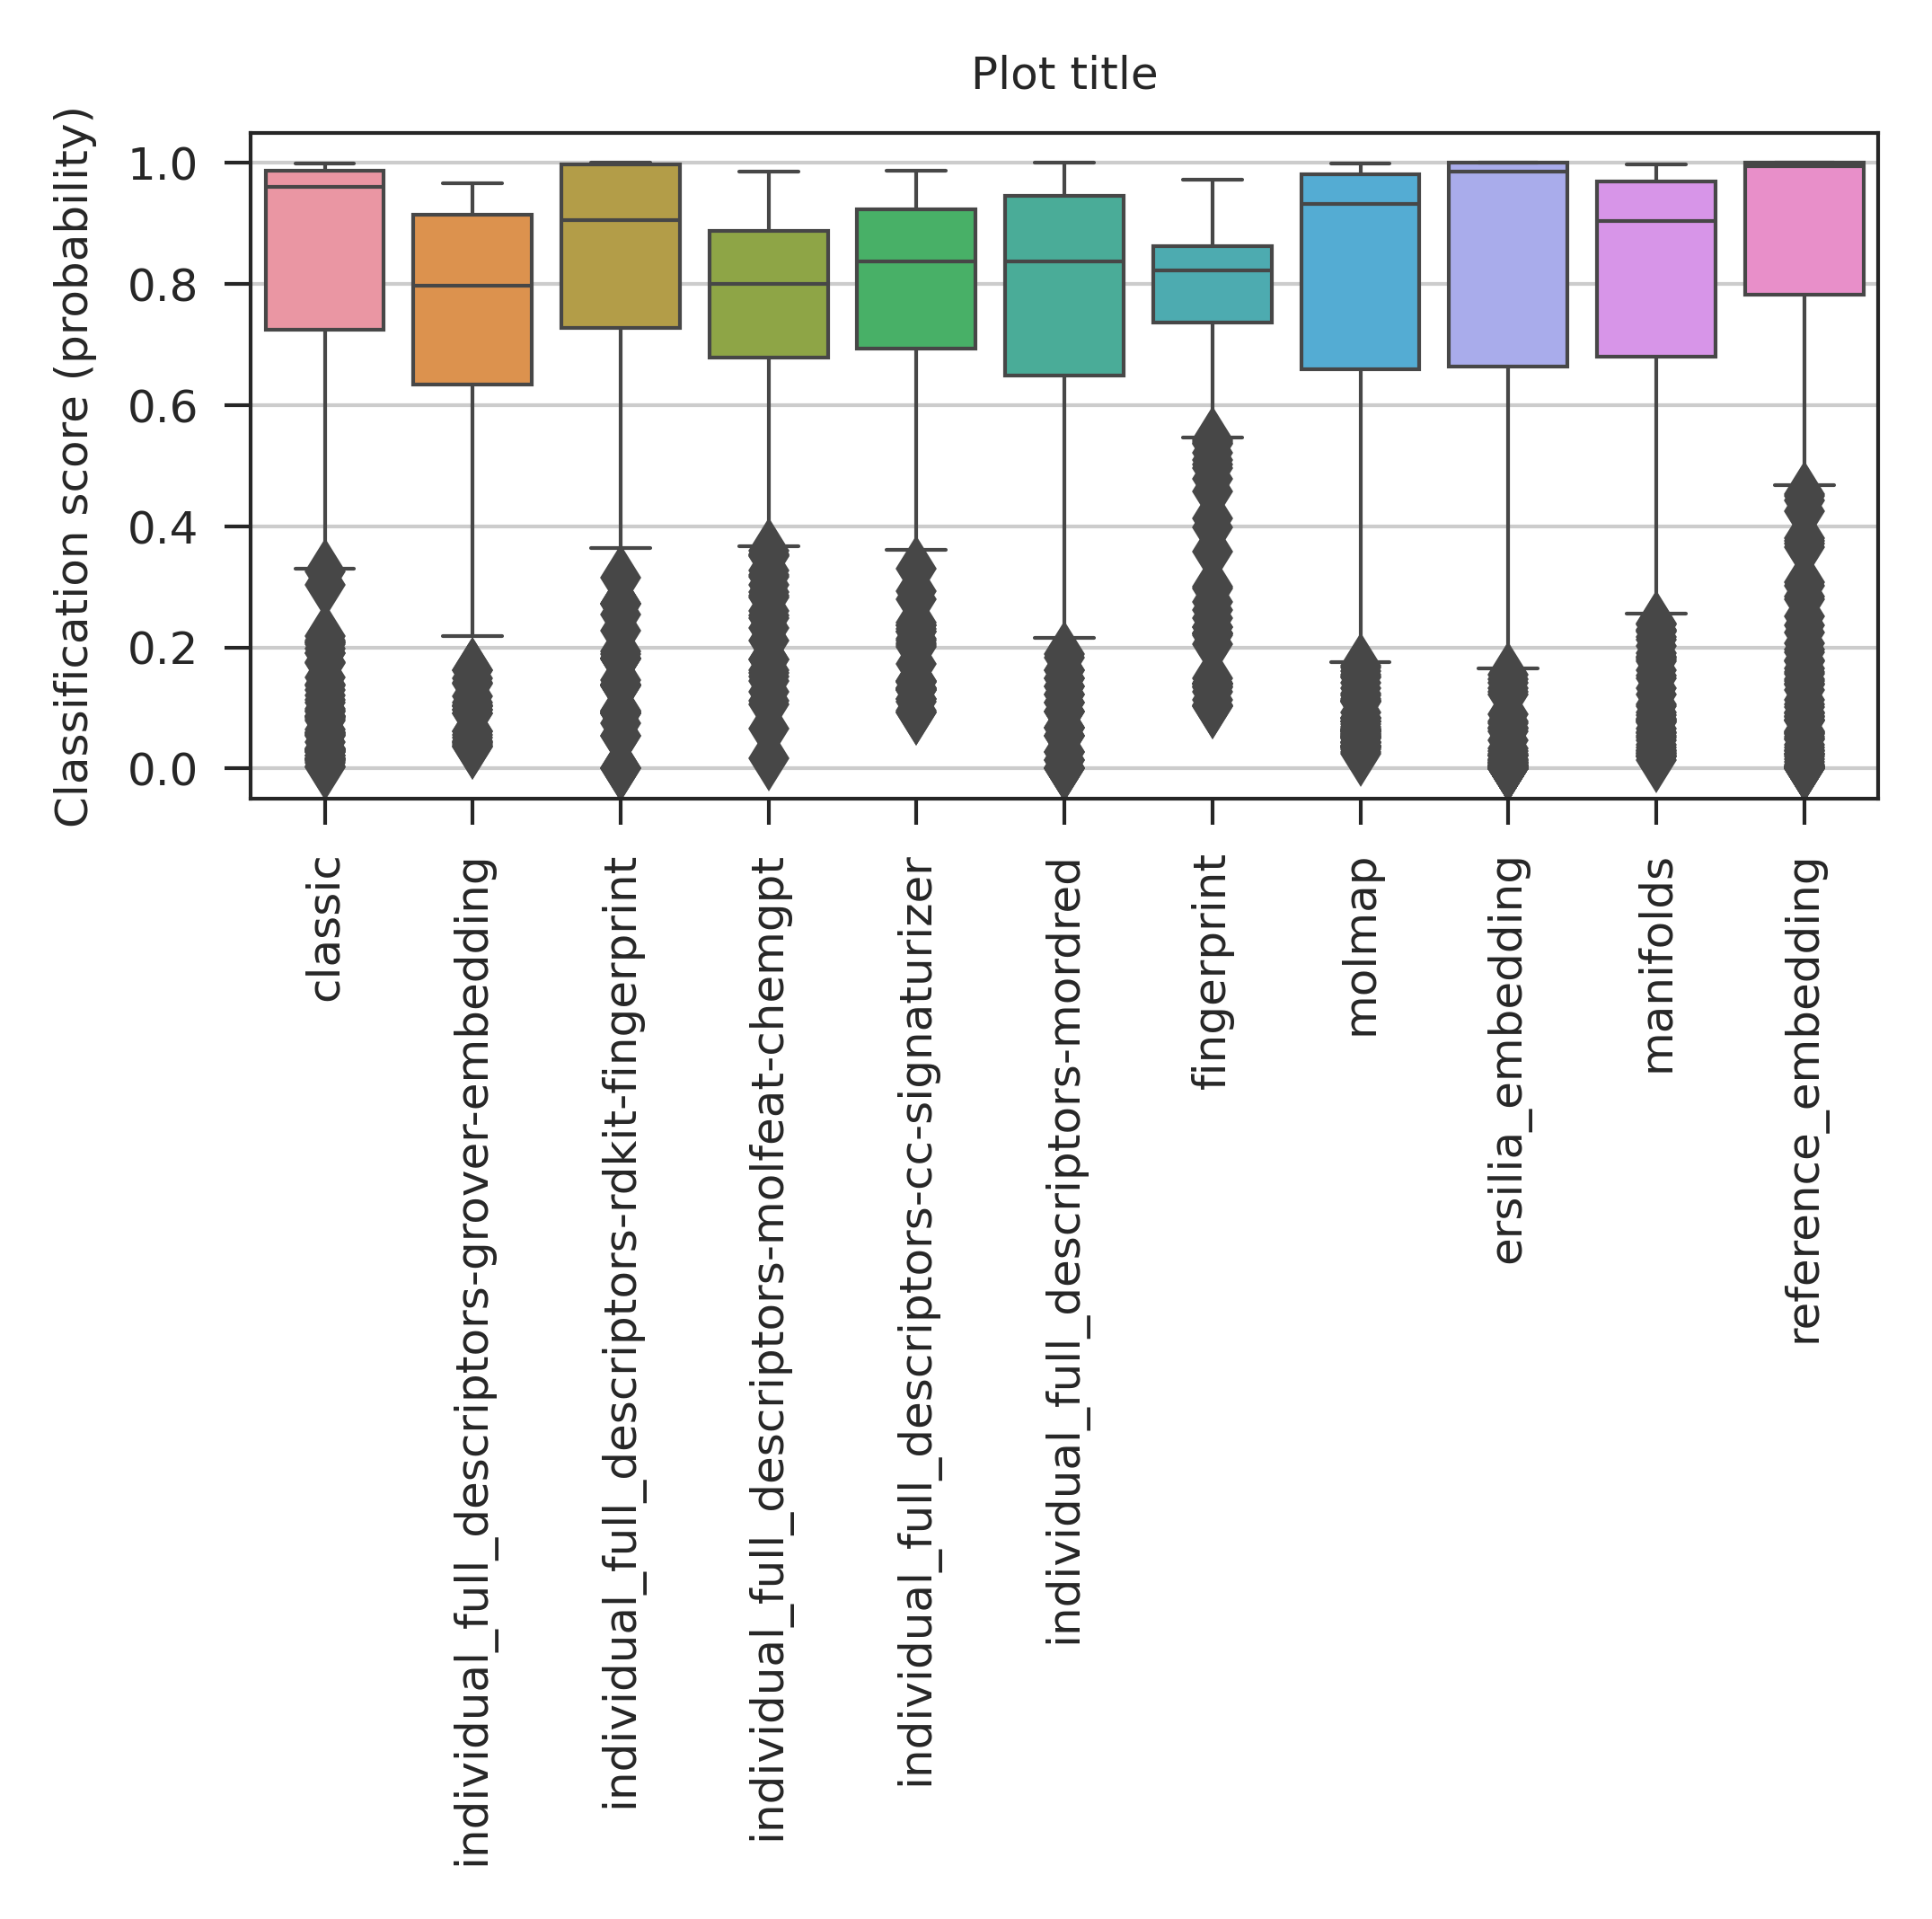 Plot title
Classification score (probability)
1.0
0.8
0.6
0.4
0.2
0.0
classic
individual_full_descriptors-grover-embedding
individual_full_descriptors-rdkit-fingerprint
individual_full_descriptors-molfeat-chemgpt
individual_full_descriptors-cc-signaturizer
individual_full_descriptors-mordred
fingerprint
molmap
ersilia_embedding
manifolds
reference_embedding